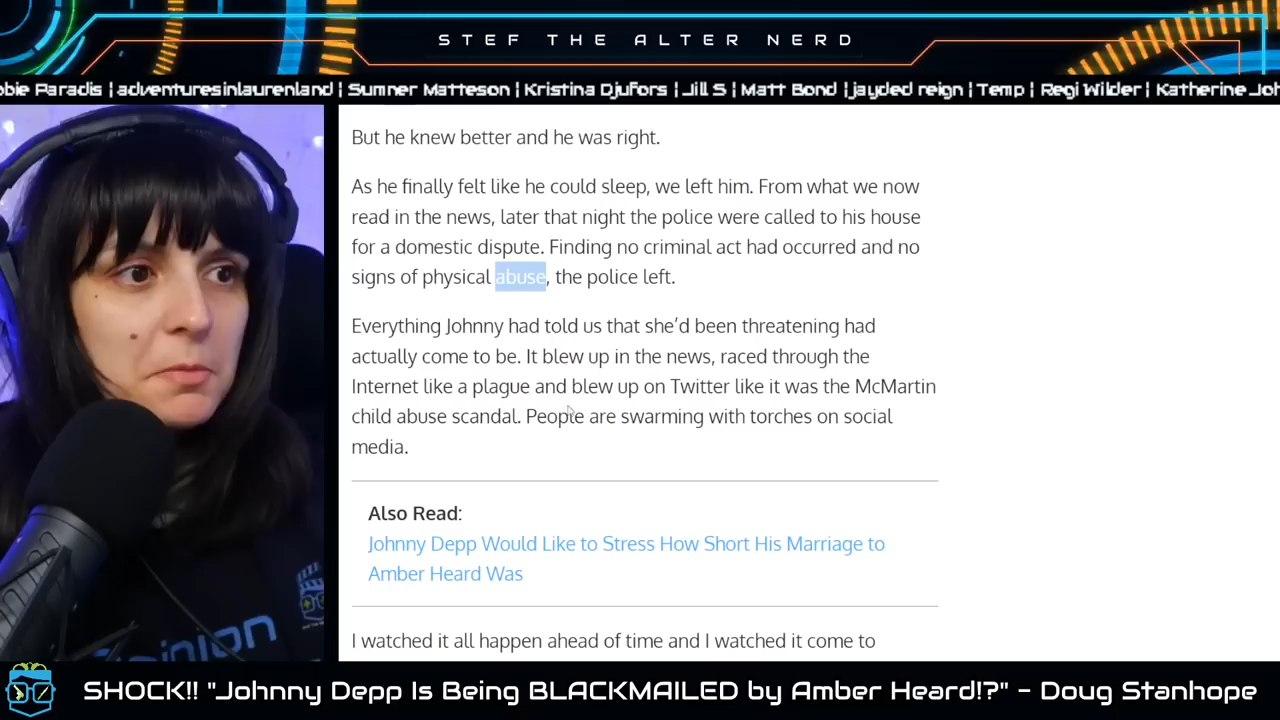 STEF THE ALTER NERD
bie Paradis | adventuresinlaurenland | Sumner Matteson | Kristina Djufors | Jill S | Matt Bond | jayded reign | Temp | Regi Wilder | Katherine Joh
But he knew better and he was right.
As he finally felt like he could sleep, we left him. From what we now
read in the news, later that night the police were called to his house
for a domestic dispute. Finding no criminal act had occurred and no
signs of physical abuse, the police left.
Everything Johnny had told us that she’d been threatening had
actually come to be. It blew up in the news, raced through the
Internet like a plague and blew up on Twitter like it was the McMartin
child abuse scandal. People are swarming with torches on social
media.
Also Read:
Johnny Depp Would Like to Stress How Short His Marriage to
Amber Heard Was
I watched it all happen ahead of time and I watched it come to
SHOCK!! "Johnny Depp Is Being BLACKMAILED by Amber Heard!?" - Doug Stanhope